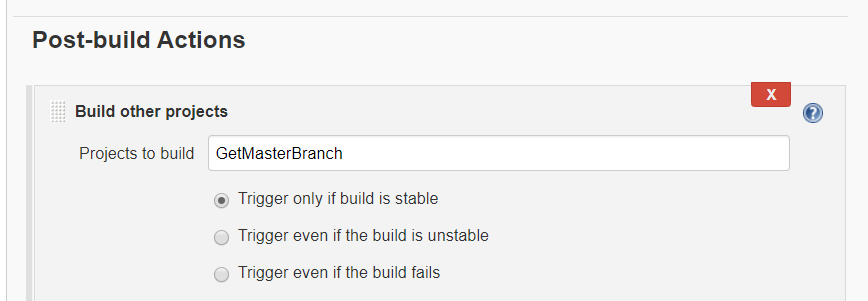 Post-build Actions
X
Build other projects
?
Projects to build GetMasterBranch
Trigger only if build is stable
Trigger even if the build is unstable
Trigger even if the build fails